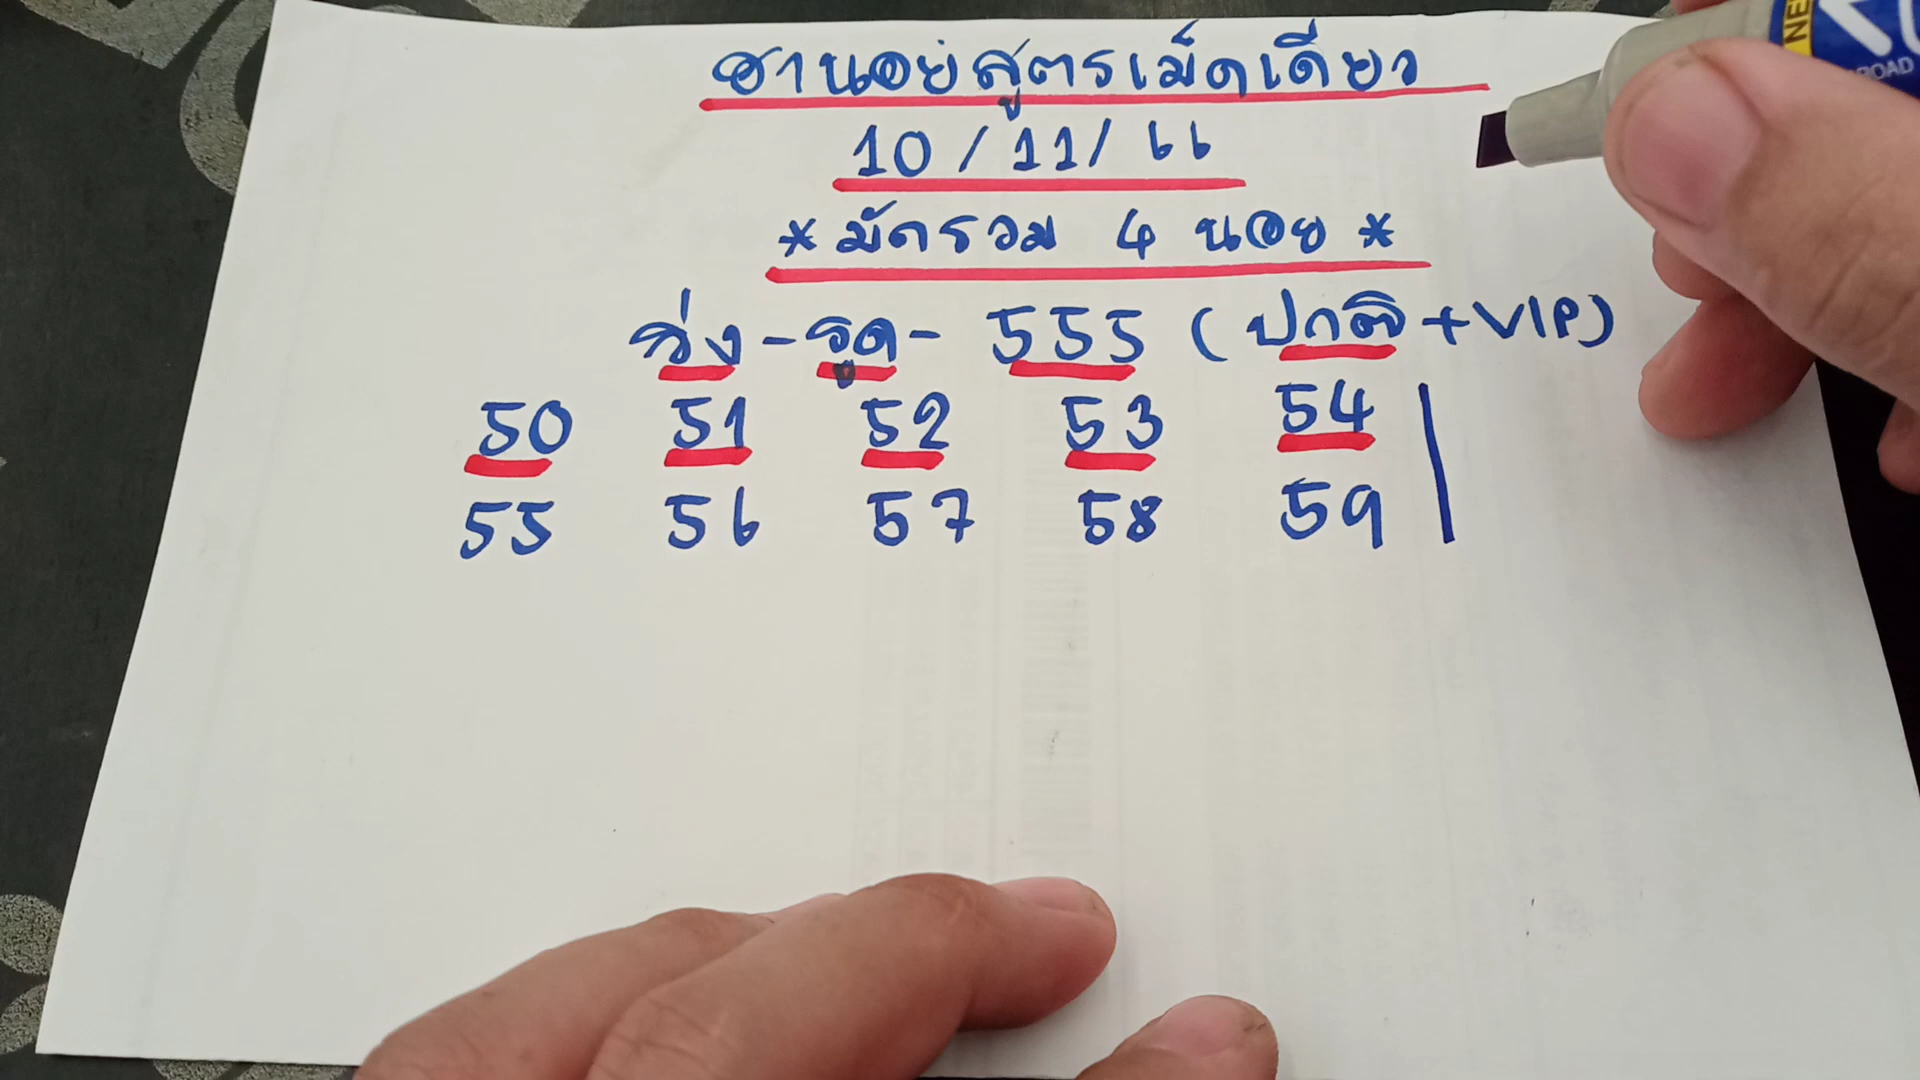 ฮานอยสูตรเม็ดเดียว
10/11/66
*มัดรวม 4 นอย*
วิ่ง-รูด-555 (ปกติ+VIP)
50 51 52 53 54
55 56 57 58 59
NE
ROAD